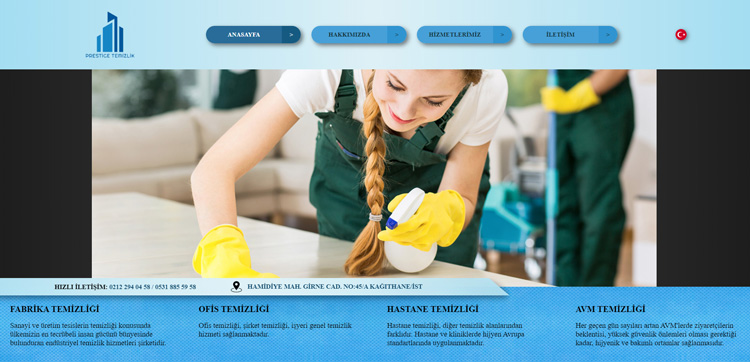 PRESTIGE TEMİZLİK
ANASAYFA >
HAKKIMIZDA >
HİZMETLERİMİZ >
İLETİŞİM >
HIZLI İLETİŞİM: 0212 294 04 58 / 0531 885 59 58
HAMİDİYE MAH. GİRNE CAD. NO:45/A KAĞITHANE/İST
FABRİKA TEMİZLİĞİ
Sanayi ve üretim tesislerin temizliği konusunda
ülkemizin en tecrübeli insan gücünü bünyesinde
bulunduran endüstriyel temizlik hizmetleri şirketidir.
OFİS TEMİZLİĞİ
Ofis temizliği, şirket temizliği, işyeri genel temizlik
hizmeti sağlanmaktadır.
HASTANE TEMİZLİĞİ
Hastane temizliği, diğer temizlik alanlarından
farklıdır. Hastane ve kliniklerde hijyen Avrupa
standartlarında uygulanmaktadır.
AVM TEMİZLİĞİ
Her geçen gün sayıları artan AVM'lerde ziyaretçilerin
beklentisi, yüksek güvenlik önlemleri olması gerektiği
kadar, hijyenik ve bakımlı ortamlar sağlanmasıdır.